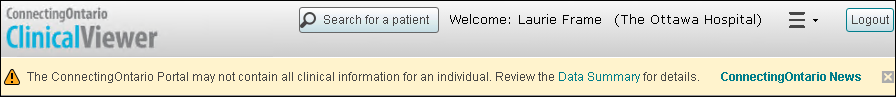 ConnectingOntario
ClinicalViewer
Search for a patient Welcome: Laurie Frame (The Ottawa Hospital) Logout
The ConnectingOntario Portal may not contain all clinical information for an individual. Review the Data Summary for details. ConnectingOntario News